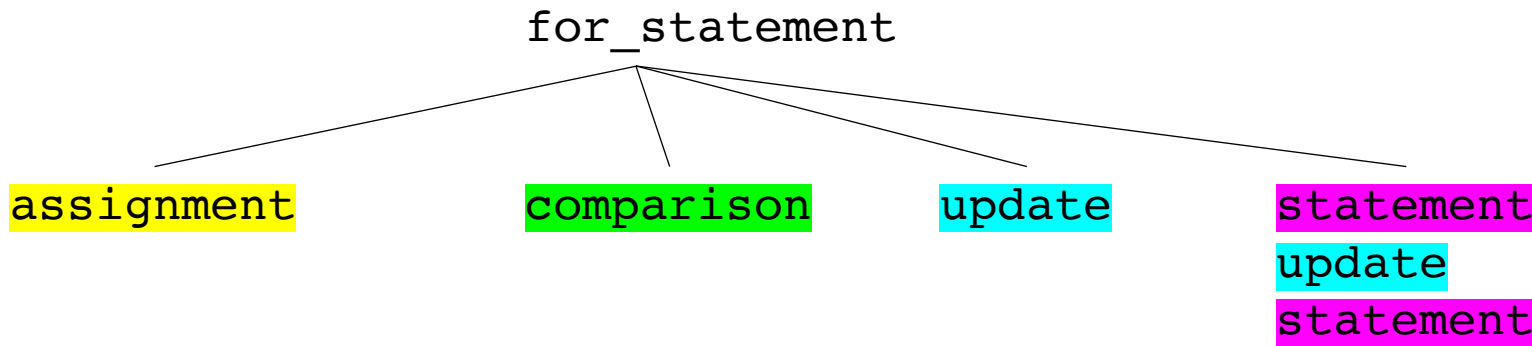 for_statement
assignment comparison update statement
update
statement